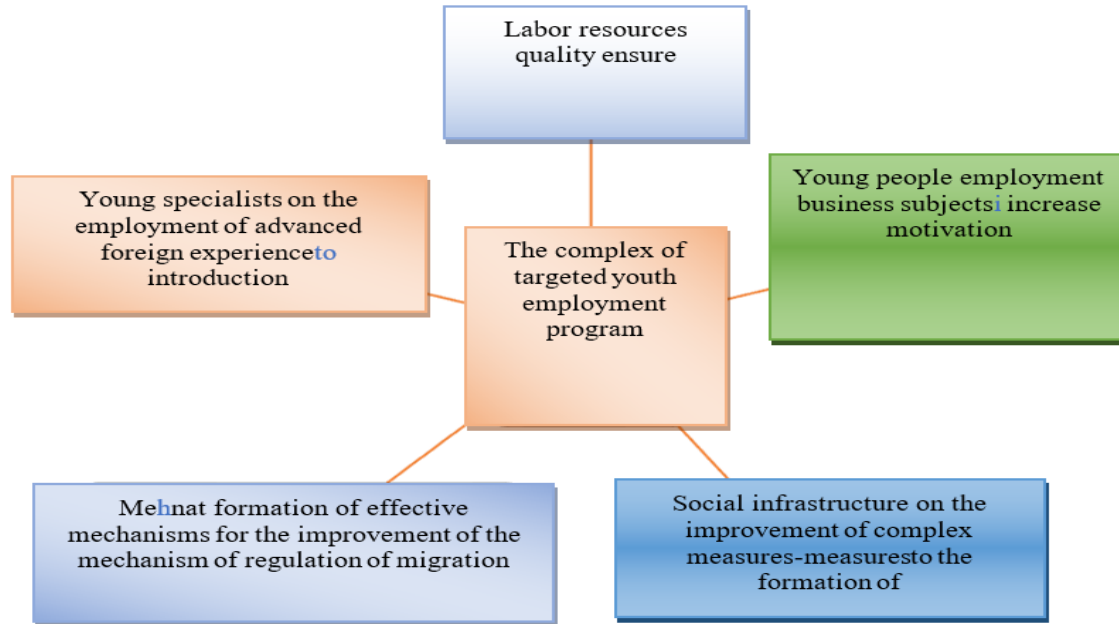 Labor resources
quality ensure
Young specialists on the
employment of advanced
foreign experienceto
introduction
Young people employment
business subjectsi increase
motivation
The complex of
targeted youth
employment
program
Mehnat formation of effective
mechanisms for the improvement of the
mechanism of regulation of migration
Social infrastructure on the
improvement of complex
measures-measuresto the
formation of